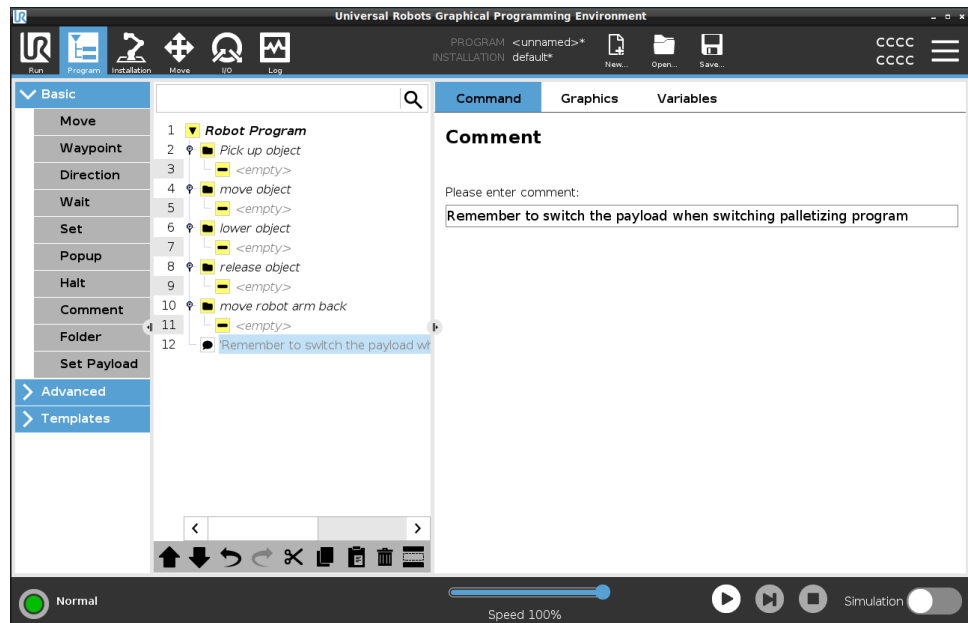 Universal Robots Graphical Programming Environment
UR
Run
Program
Installation
Move
I/O
Log
PROGRAM <unnamed>*
INSTALLATION default*
New...
Open...
Save...
CCCC
CCCC
Basic
Move
Waypoint
Direction
Wait
Set
Popup
Halt
Comment
Folder
Set Payload
Advanced
Templates
1 Robot Program
2 Pick up object
3 <empty>
4 move object
5 <empty>
6 lower object
7 <empty>
8 release object
9 <empty>
10 move robot arm back
11 <empty>
12 'Remember to switch the payload wh
Command Graphics Variables
Comment
Please enter comment:
Remember to switch the payload when switching palletizing program
Normal
Speed 100%
Simulation